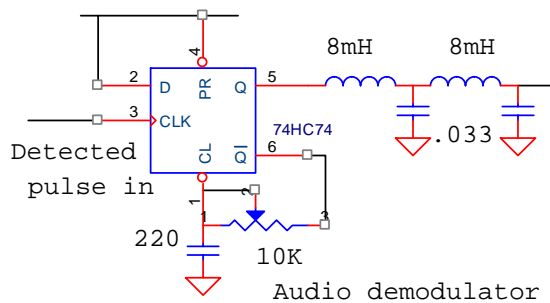 8mH 8mH
4
2 D PR Q 5
3 CLK
74HC74
Detected
.033
CL Q 6
pulse in
1 1 2 3
220
10K
Audio demodulator